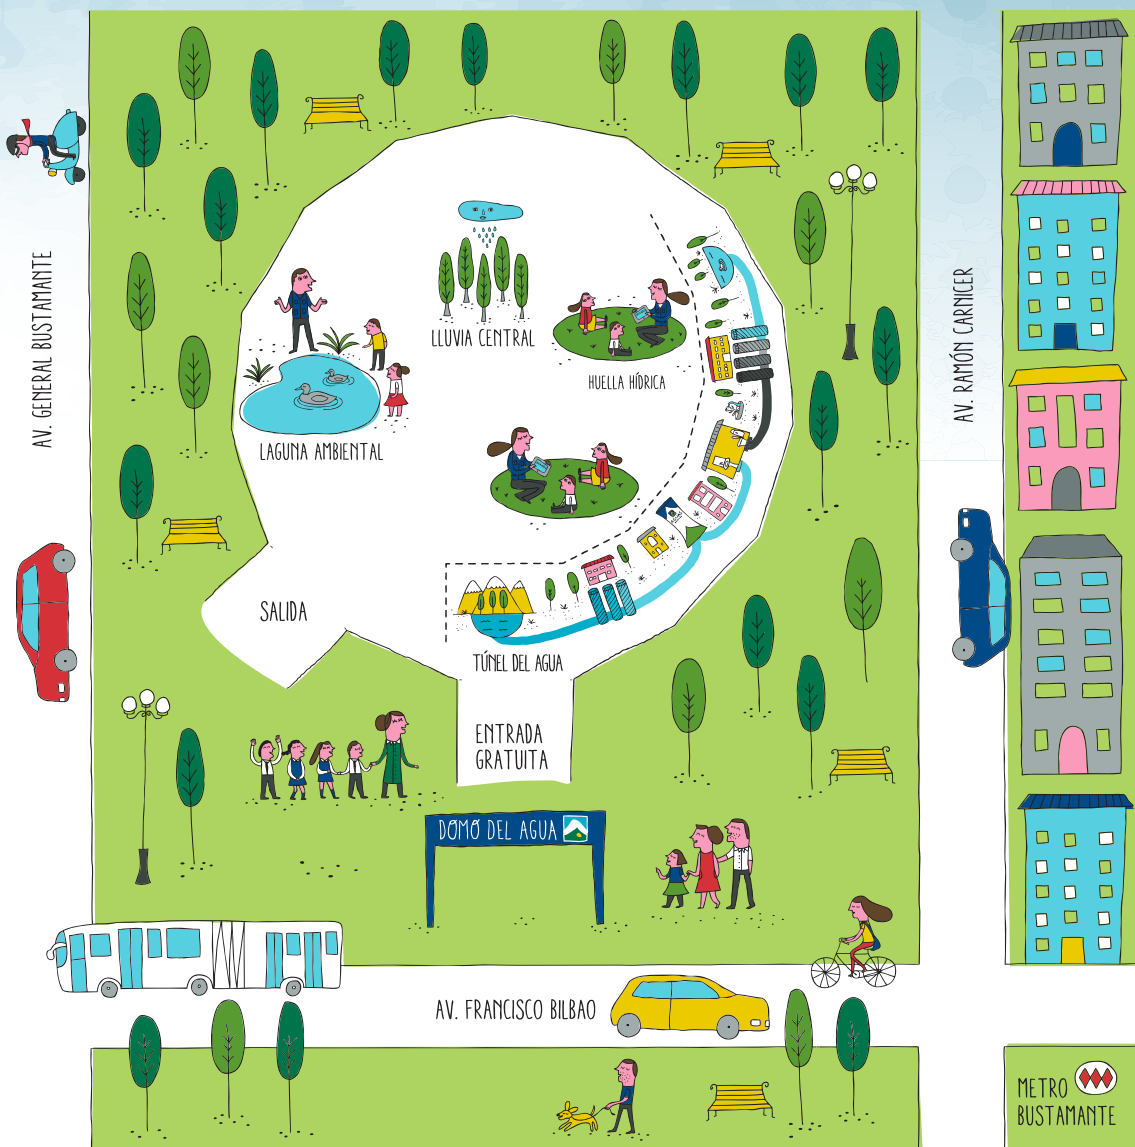 AV. GENERAL BUSTAMANTE
AV. RAMÓN CARNICER
LLUVIA CENTRAL
HUELLA HÍDRICA
LAGUNA AMBIENTAL
SALIDA
TÚNEL DEL AGUA
ENTRADA
GRATUITA
DOMO DEL AGUA
AV. FRANCISCO BILBAO
METRO
BUSTAMANTE